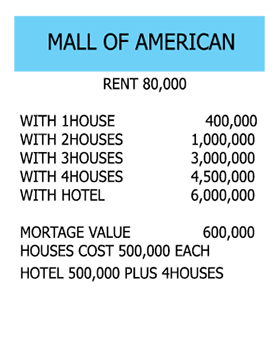 MALL OF AMERICAN
RENT 80,000
WITH 1HOUSE 400,000
WITH 2HOUSES 1,000,000
WITH 3HOUSES 3,000,000
WITH 4HOUSES 4,500,000
WITH HOTEL 6,000,000
MORTAGE VALUE 600,000
HOUSES COST 500,000 EACH
HOTEL 500,000 PLUS 4HOUSES